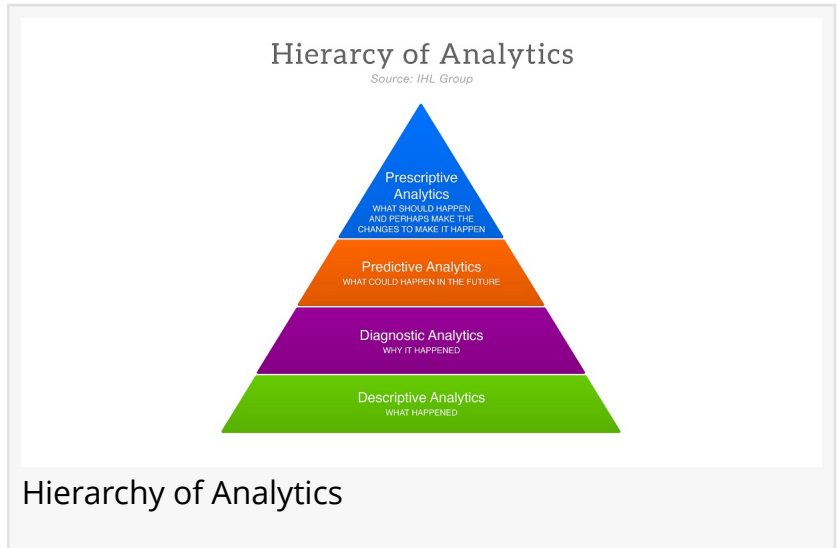 Hierarcy of Analytics
Source: IHL Group
Prescriptive
Analytics
WHAT SHOULD HAPPEN
AND PERHAPS MAKE THE
CHANGES TO MAKE IT HAPPEN
Predictive Analytics
WHAT COULD HAPPEN IN THE FUTURE
Diagnostic Analytics
WHY IT HAPPENED
Descriptive Analytics
WHAT HAPPENED
Hierarchy of Analytics